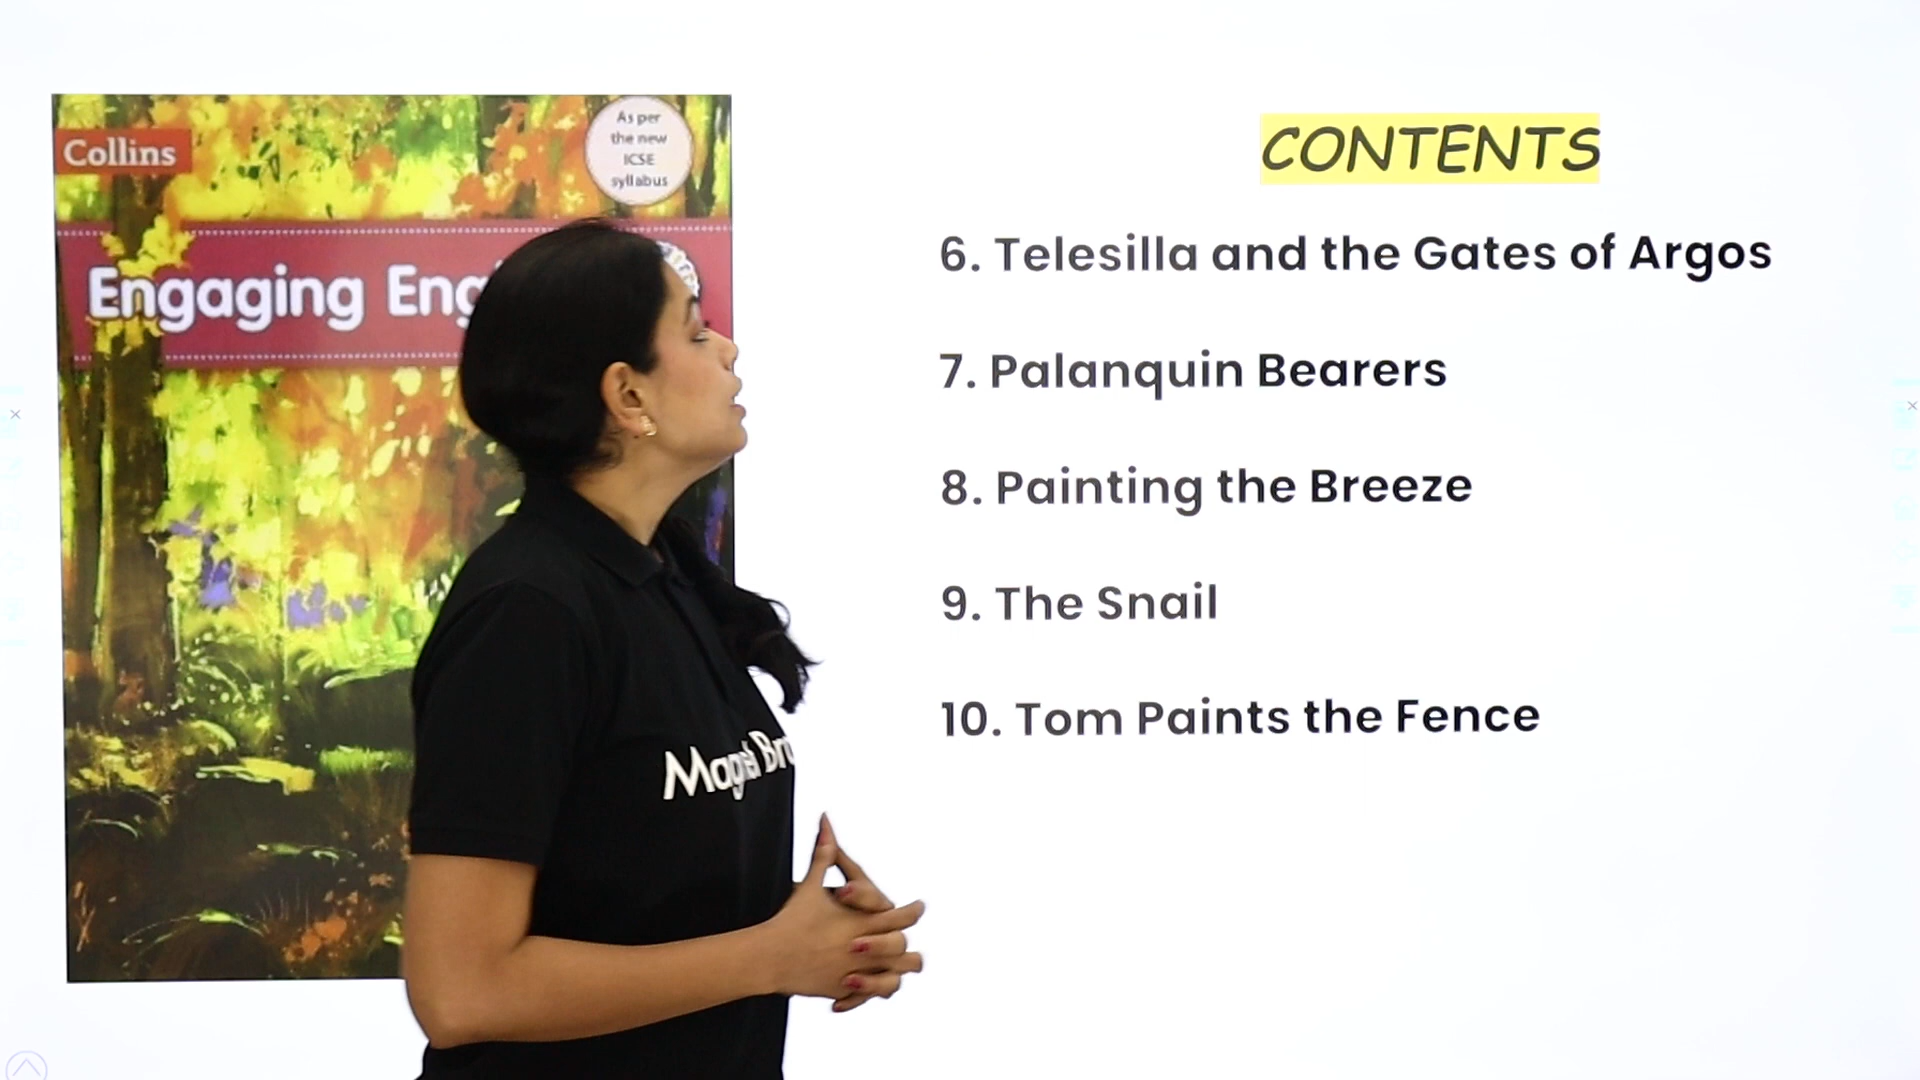 As per
the new
ICSE
syllabus
Collins
Engaging
CONTENTS
6. Telesilla and the Gates of Argos
7. Palanquin Bearers
8. Painting the Breeze
9. The Snail
10. Tom Paints the Fence